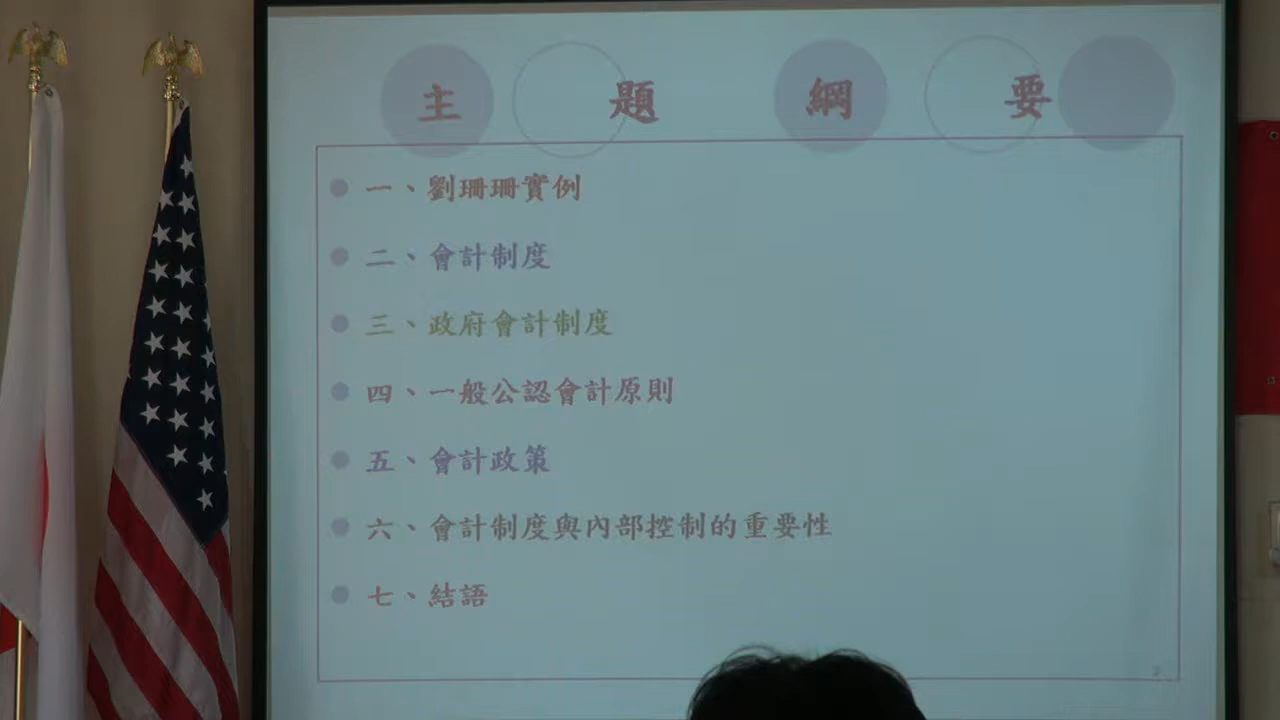 主題綱要
一、劉珊珊實例
二、會計制度
三、政府會計制度
四、一般公認會計原則
五、會計政策
六、會計制度與內部控制的重要性
七、結語
2